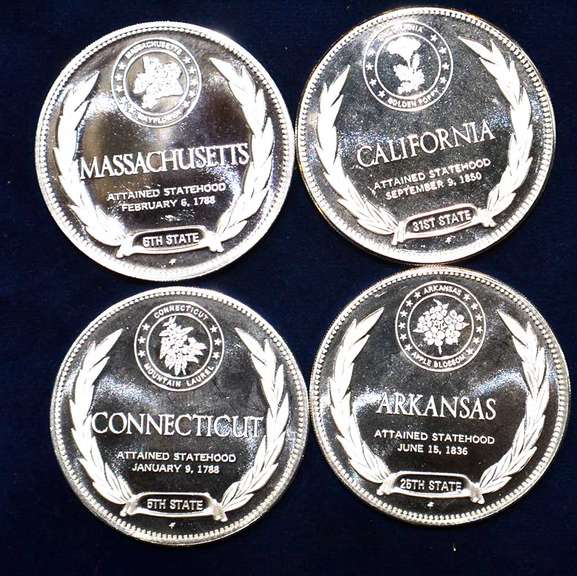 MASSACHUSETTS
MAYFLOWER
MASSACHUSETTS
ATTAINED STATEHOOD
FEBRUARY 6, 1788
6TH STATE
CALIFORNIA
GOLDEN POPPY
CALIFORNIA
ATTAINED STATEHOOD
SEPTEMBER 9, 1850
31ST STATE
CONNECTICUT
MOUNTAIN LAUREL
CONNECTICUT
ATTAINED STATEHOOD
JANUARY 9, 1788
5TH STATE
ARKANSAS
APPLE BLOSSOM
ARKANSAS
ATTAINED STATEHOOD
JUNE 15, 1836
25TH STATE